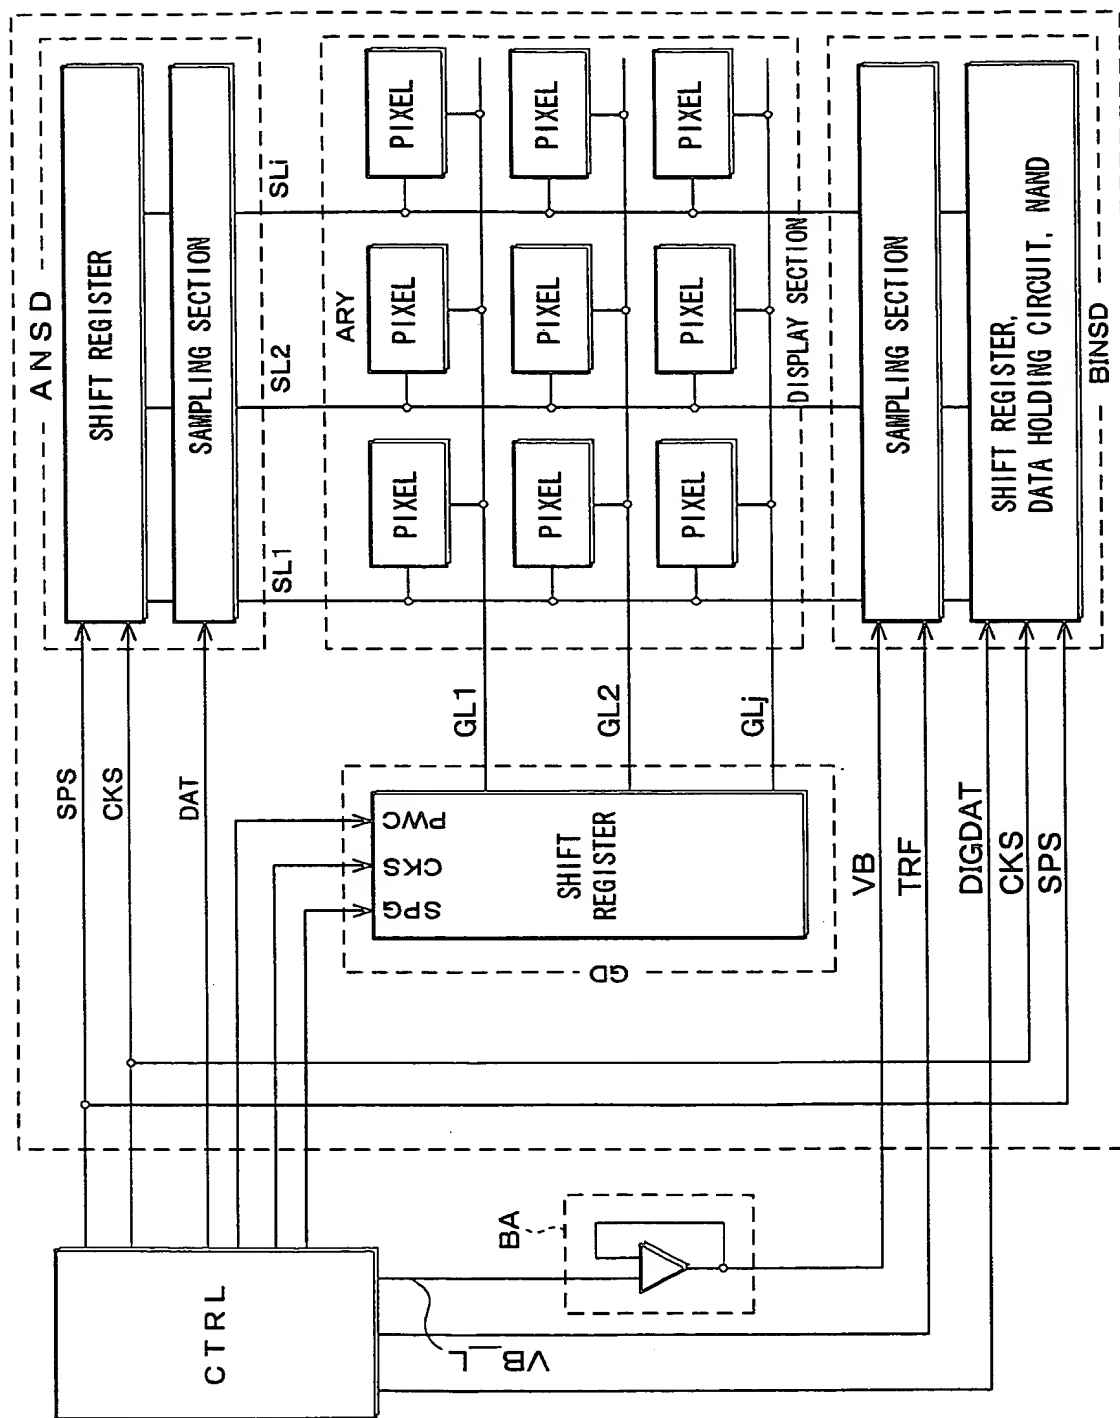 ANSD
SHIFT REGISTER
SAMPLING SECTION
SPS
CKS
DAT
SL1
SL2
SLi
ARY
PIXEL
PIXEL
PIXEL
PIXEL
PIXEL
PIXEL
PIXEL
PIXEL
PIXEL
DISPLAY SECTION
GL1
GL2
GLj
PWC
CKS
SPG
SHIFT
REGISTER
GD
VB
TRF
DIGDAT
CKS
SPS
SAMPLING SECTION
SHIFT REGISTER,
DATA HOLDING CIRCUIT, NAND
BINSD
BA
CTRL
VB_L